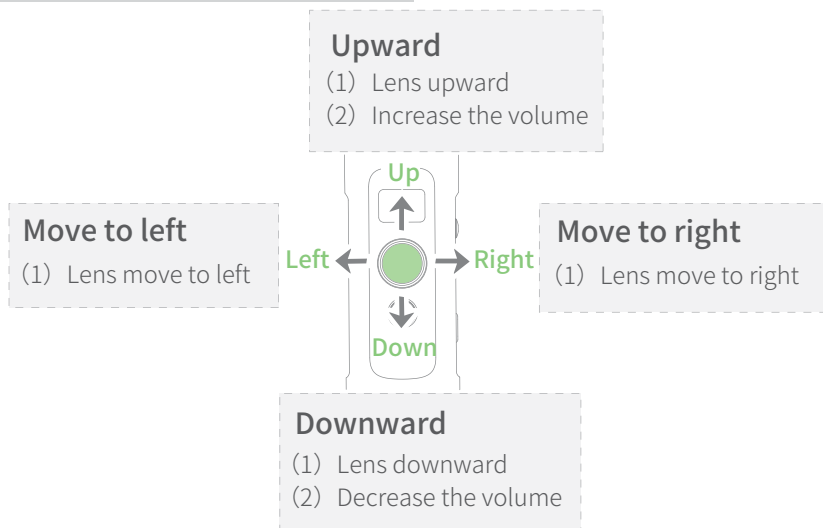 Upward
（1） Lens upward
（2） Increase the volume
Up
Move to left
（1） Lens move to left
Left
Right
Move to right
（1） Lens move to right
Down
Downward
（1） Lens downward
（2） Decrease the volume